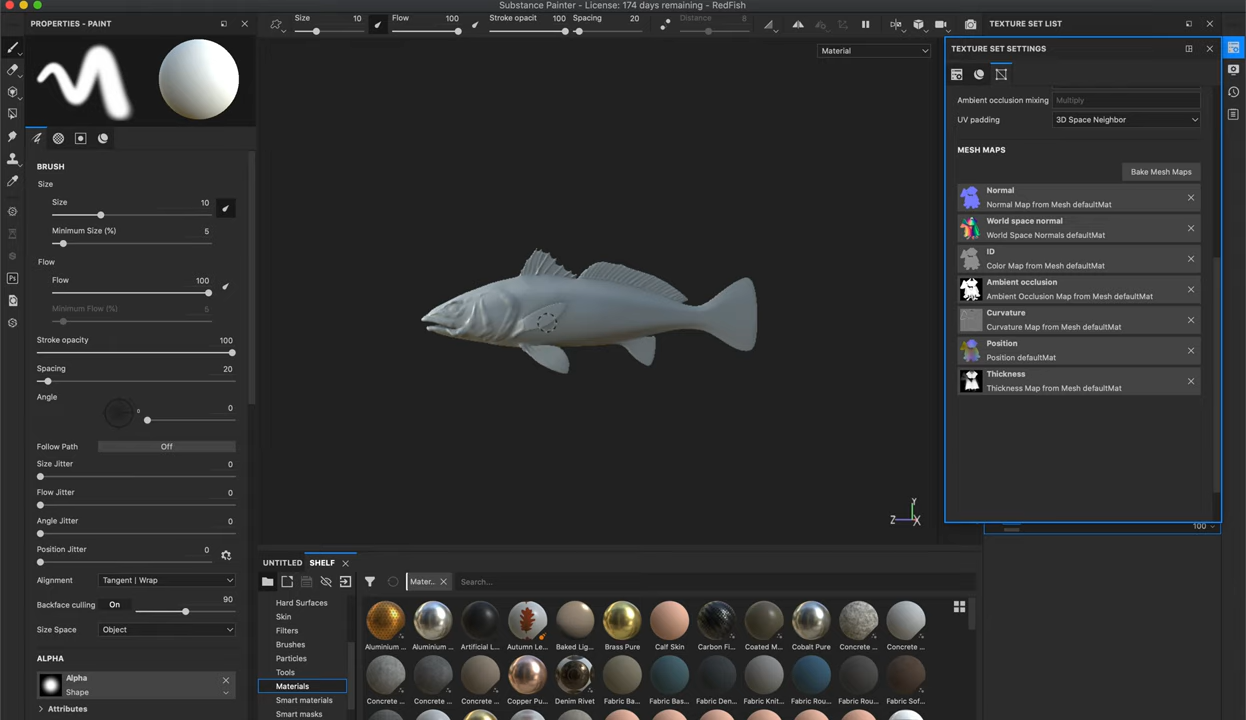 Substance Painter - License: 174 days remaining - RedFish
PROPERTIES - PAINT
Size 10
Flow 100
Stroke opacity 100
Spacing 20
Distance 8
Material
BRUSH
Size
Size 10
Minimum Size (%) 5
Flow
Flow 100
Minimum Flow (%) 5
Stroke opacity 100
Spacing 20
Angle 0
0
Follow Path Off
Size Jitter 0
Flow Jitter 0
Angle Jitter 0
Position Jitter 0
Alignment Tangent | Wrap
Backface culling On 90
Size Space Object
ALPHA
Alpha
Shape
Attributes
Ps
Y
Z X
UNTITLED SHELF
Mater... Search...
Hard Surfaces
Skin
Filters
Brushes
Particles
Tools
Materials
Smart materials
Smart masks
Aluminium ... Aluminium ... Artificial L... Autumn Le... Baked Lig... Brass Pure Calf Skin Carbon Fi... Coated M... Cobalt Pure Concrete ... Concrete ...
Concrete ... Concrete ... Concrete ... Copper Pu... Denim Rivet Fabric Ba... Fabric Bas... Fabric Den... Fabric Knit... Fabric Rou... Fabric Rou... Fabric Sof...
TEXTURE SET LIST
TEXTURE SET SETTINGS
Ambient occlusion mixing Multiply
UV padding 3D Space Neighbor
MESH MAPS
Bake Mesh Maps
Normal
Normal Map from Mesh defaultMat
World space normal
World Space Normals defaultMat
ID
Color Map from Mesh defaultMat
Ambient occlusion
Ambient Occlusion Map from Mesh defaultMat
Curvature
Curvature Map from Mesh defaultMat
Position
Position defaultMat
Thickness
Thickness Map from Mesh defaultMat
100